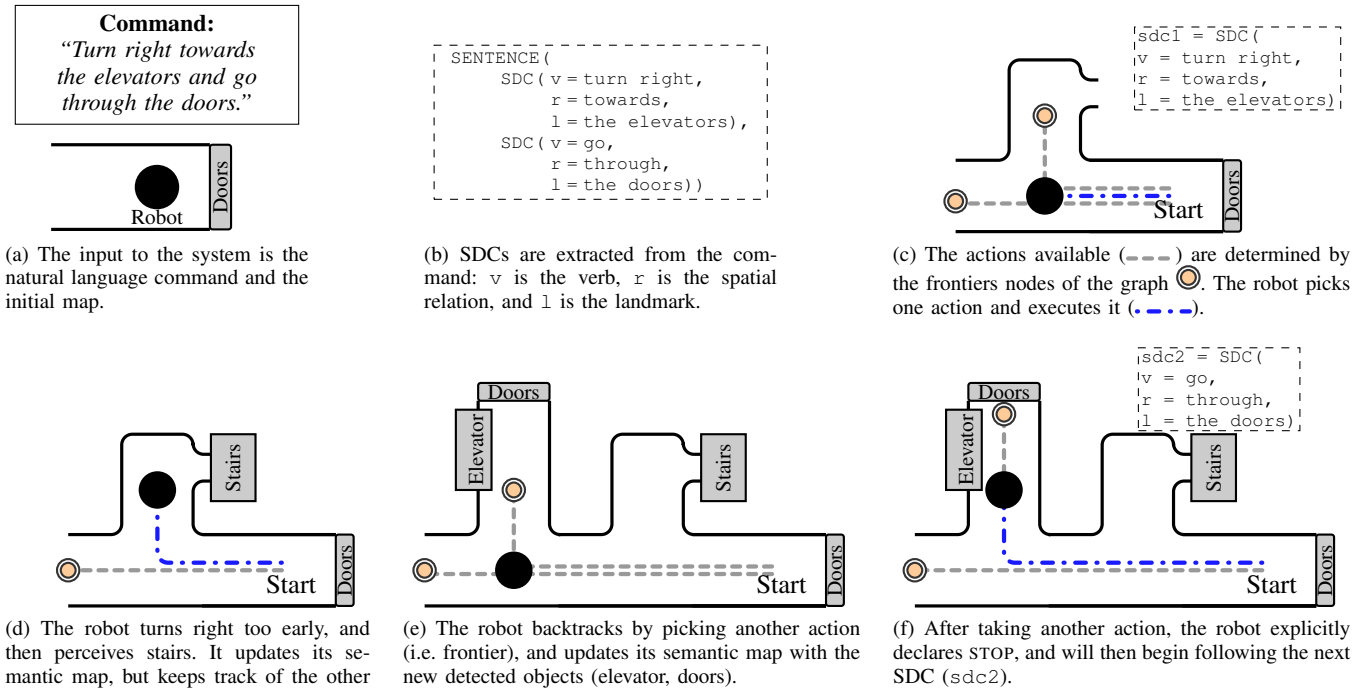 Command:
“Turn right towards
the elevators and go
through the doors.”
Doors
Robot
(a) The input to the system is the
natural language command and the
initial map.
SENTENCE(
SDC( v = turn right,
r = towards,
l = the elevators),
SDC( v = go,
r = through,
l = the doors))
(b) SDCs are extracted from the com-
mand: v is the verb, r is the spatial
relation, and l is the landmark.
sdc1 = SDC(
v = turn right,
r = towards,
l = the elevators)
Start
Doors
(c) The actions available ( ) are determined by
the frontiers nodes of the graph . The robot picks
one action and executes it ( ).
Stairs
Start
Doors
(d) The robot turns right too early, and
then perceives stairs. It updates its se-
mantic map, but keeps track of the other
Doors
Elevator
Stairs
Start
Doors
(e) The robot backtracks by picking another action
(i.e. frontier), and updates its semantic map with the
new detected objects (elevator, doors).
sdc2 = SDC(
v = go,
r = through,
l = the doors)
Doors
Elevator
Stairs
Start
Doors
(f) After taking another action, the robot explicitly
declares STOP, and will then begin following the next
SDC (sdc2).